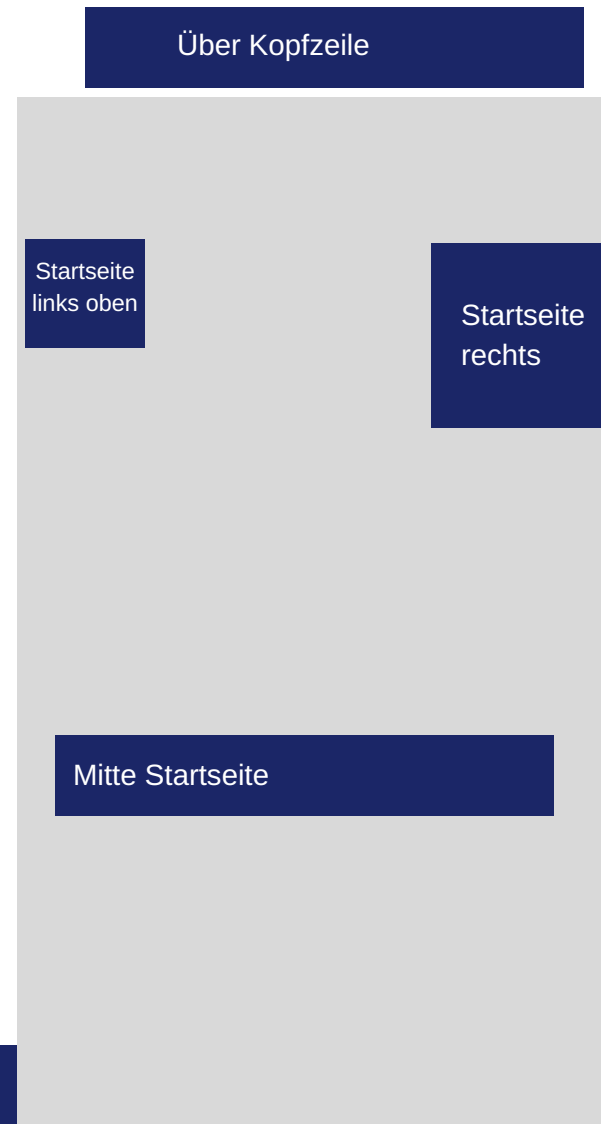 Über Kopfzeile
Startseite
links oben
Startseite
rechts
Mitte Startseite